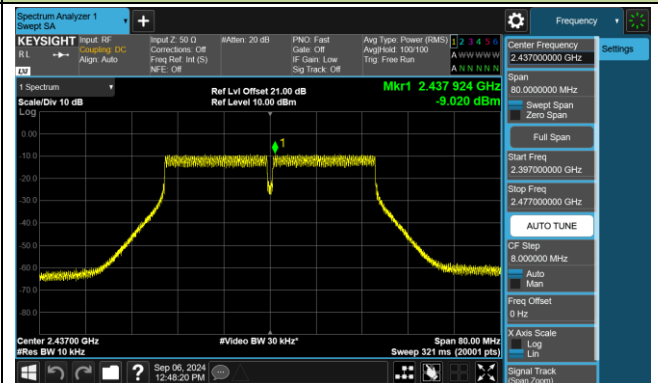 Spectrum Analyzer 1
Swept SA
Frequency
KEYSIGHT
RL
Input: RF
Coupling: DC
Align: Auto
Input Z: 50 Ω
Corrections: Off
Freq Ref: Int (S)
NFE: Off
#Atten: 20 dB
PNO: Fast
Gate: Off
IF Gain: Low
Sig Track: Off
Avg Type: Power (RMS)
Avg|Hold: 100/100
Trig: Free Run
1 2 3 4 5 6
A W W W W W
A N N N N N
LXI
1 Spectrum
Scale/Div 10 dB
Log
Ref Lvl Offset 21.00 dB
Ref Level 10.00 dBm
Mkr1 2.437 924 GHz
-9.020 dBm
1
0.00
-10.0
-20.0
-30.0
-40.0
-50.0
-60.0
-70.0
-80.0
Center 2.43700 GHz
#Res BW 10 kHz
#Video BW 30 kHz*
Span 80.00 MHz
Sweep 321 ms (20001 pts)
Center Frequency
2.437000000 GHz
Settings
Span
80.0000000 MHz
Swept Span
Zero Span
Full Span
Start Freq
2.397000000 GHz
Stop Freq
2.477000000 GHz
AUTO TUNE
CF Step
8.000000 MHz
Auto
Man
Freq Offset
0 Hz
X Axis Scale
Log
Lin
Signal Track
(Span Zoom)
?
Sep 06, 2024
12:48:20 PM